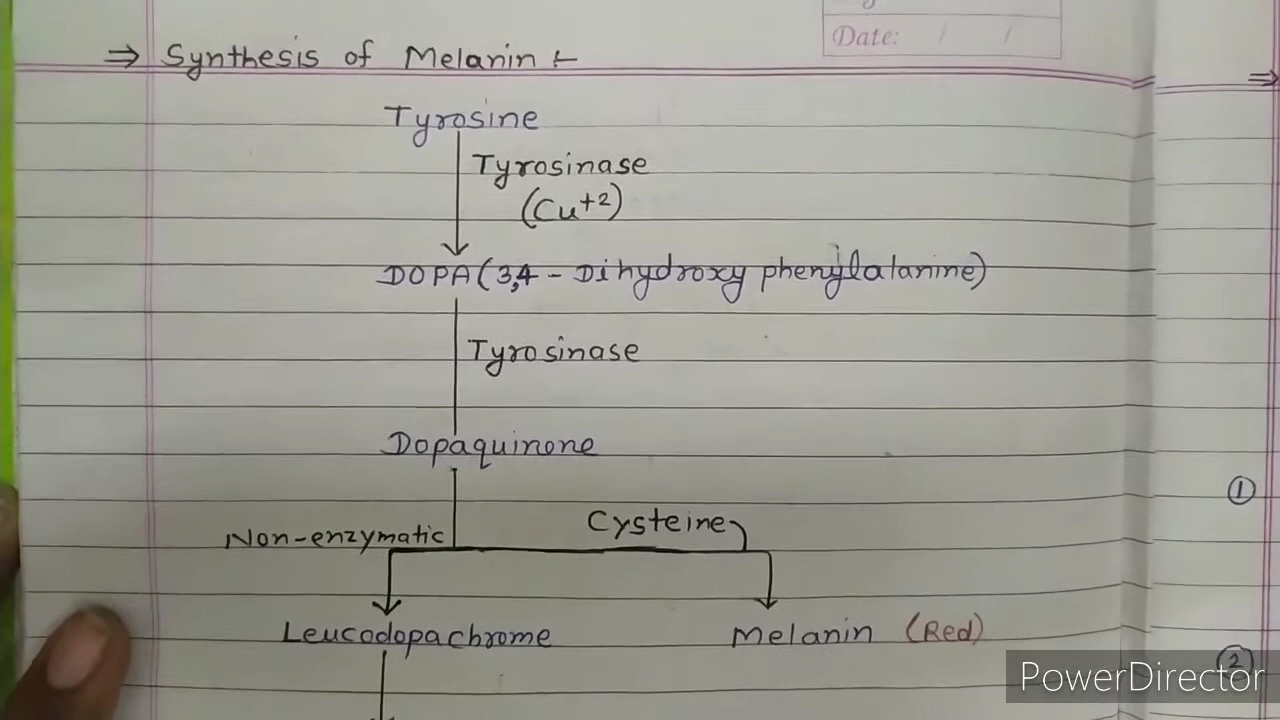 Date: / /
⇒ Synthesis of Melanin :-
⇒
Tyrosine
Tyrosinase
(Cu+2)
DOPA (3,4 - Dihydroxy phenylalanine)
Tyrosinase
Dopaquinone
①
Non-enzymatic Cysteine
Leucodopachrome Melanin (Red)
②
PowerDirector